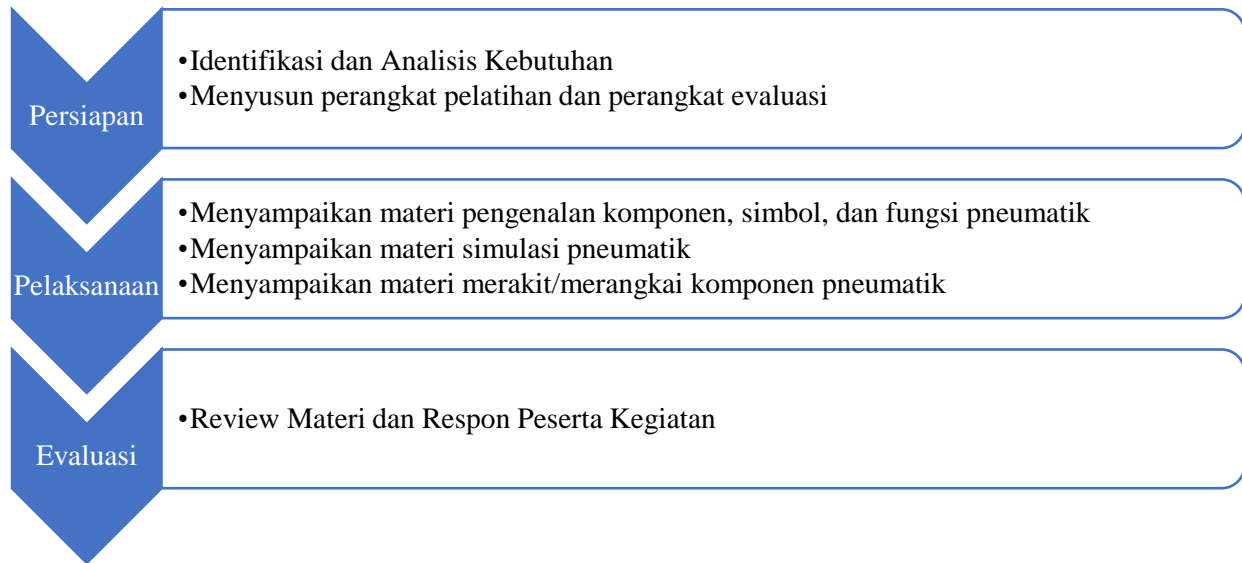 Persiapan
•Identifikasi dan Analisis Kebutuhan
•Menyusun perangkat pelatihan dan perangkat evaluasi
Pelaksanaan
•Menyampaikan materi pengenalan komponen, simbol, dan fungsi pneumatik
•Menyampaikan materi simulasi pneumatik
•Menyampaikan materi merakit/merangkai komponen pneumatik
Evaluasi
•Review Materi dan Respon Peserta Kegiatan